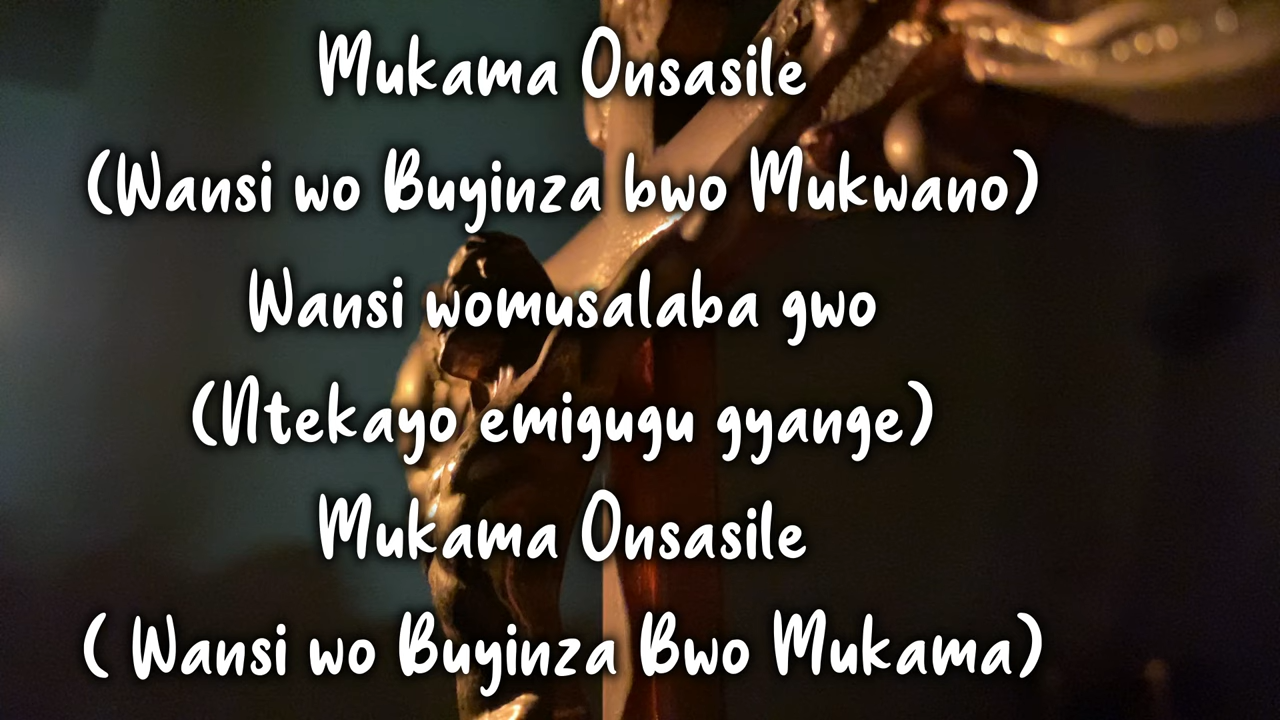 Mukama Onsasile
(Wansi wo Buyinza bwo Mukwano)
Wansi womusalaba gwo
(Ntekayo emigugu gyange)
Mukama Onsasile
( Wansi wo Buyinza Bwo Mukama)